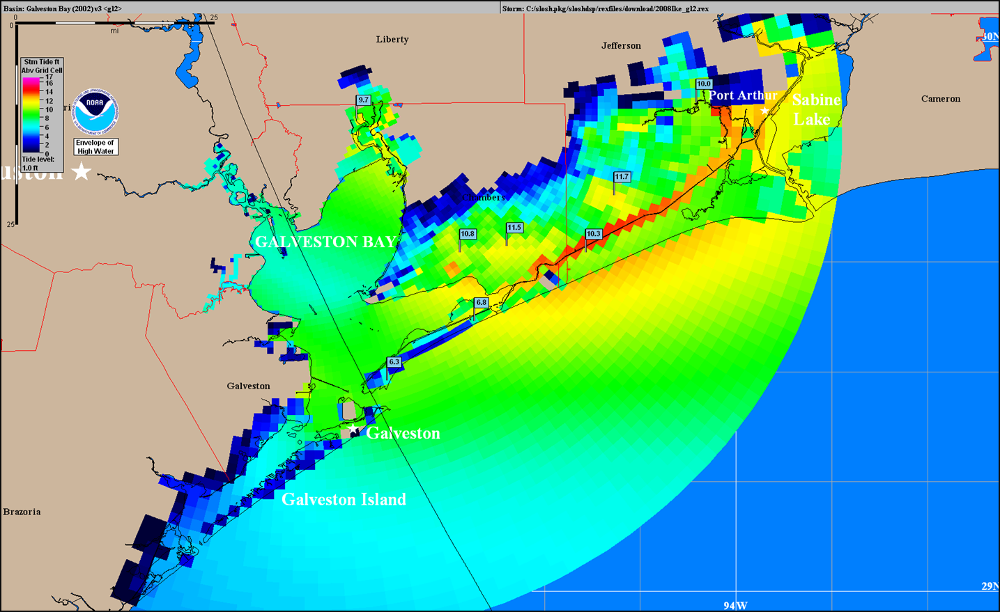 Basin: Galveston Bay (2002) v3 <gl2>
Storm: C:/slosh.pkg/sloshdsp/rexfiles/download/2008Ike_gl2.rex
0
25
0
mi
25
Stm Tide ft
Abv Grid Cell
17
16
14
12
10
8
6
4
2
0
Tide level:
1.0 ft
NOAA
Envelope of
High Water
Liberty
Jefferson
30N
Cameron
10.0
Port Arthur
Sabine
Lake
9.7
uston
11.7
Chambers
10.8
11.5
10.3
GALVESTON BAY
6.8
6.3
Galveston
Galveston
Galveston Island
Brazoria
29N
94W